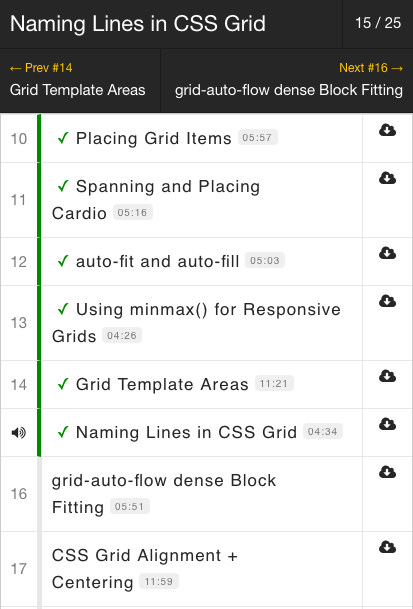 Naming Lines in CSS Grid
15 / 25
← Prev #14
Grid Template Areas
Next #16 →
grid-auto-flow dense Block Fitting
10 ✓ Placing Grid Items 05:57
11 ✓ Spanning and Placing
Cardio 05:16
12 ✓ auto-fit and auto-fill 05:03
13 ✓ Using minmax() for Responsive
Grids 04:26
14 ✓ Grid Template Areas 11:21
✓ Naming Lines in CSS Grid 04:34
16 grid-auto-flow dense Block
Fitting 05:51
17 CSS Grid Alignment +
Centering 11:59